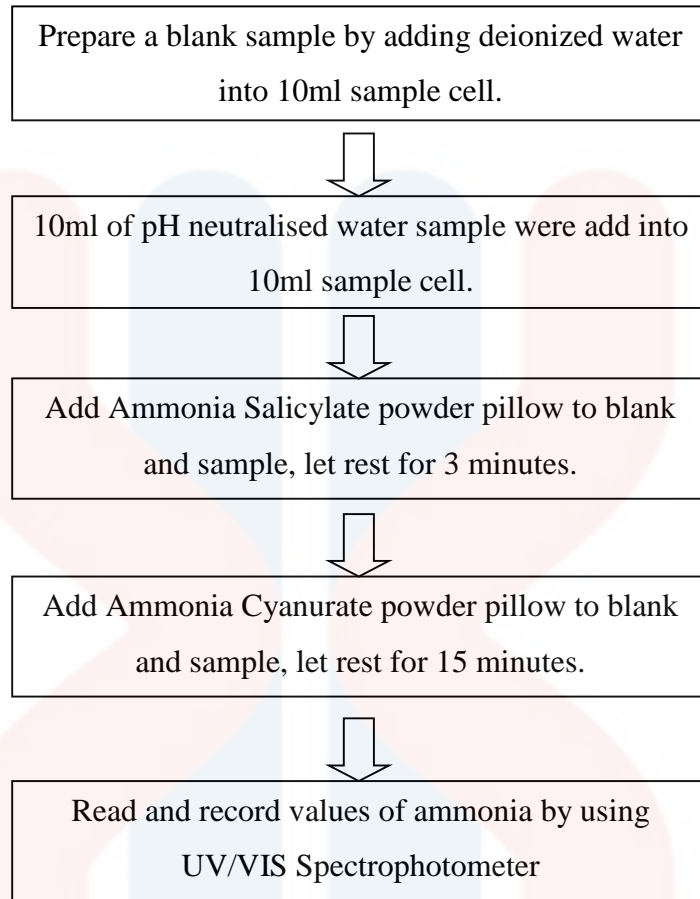 Prepare a blank sample by adding deionized water
into 10ml sample cell.
10ml of pH neutralised water sample were add into
10ml sample cell.
Add Ammonia Salicylate powder pillow to blank
and sample, let rest for 3 minutes.
Add Ammonia Cyanurate powder pillow to blank
and sample, let rest for 15 minutes.
Read and record values of ammonia by using
UV/VIS Spectrophotometer